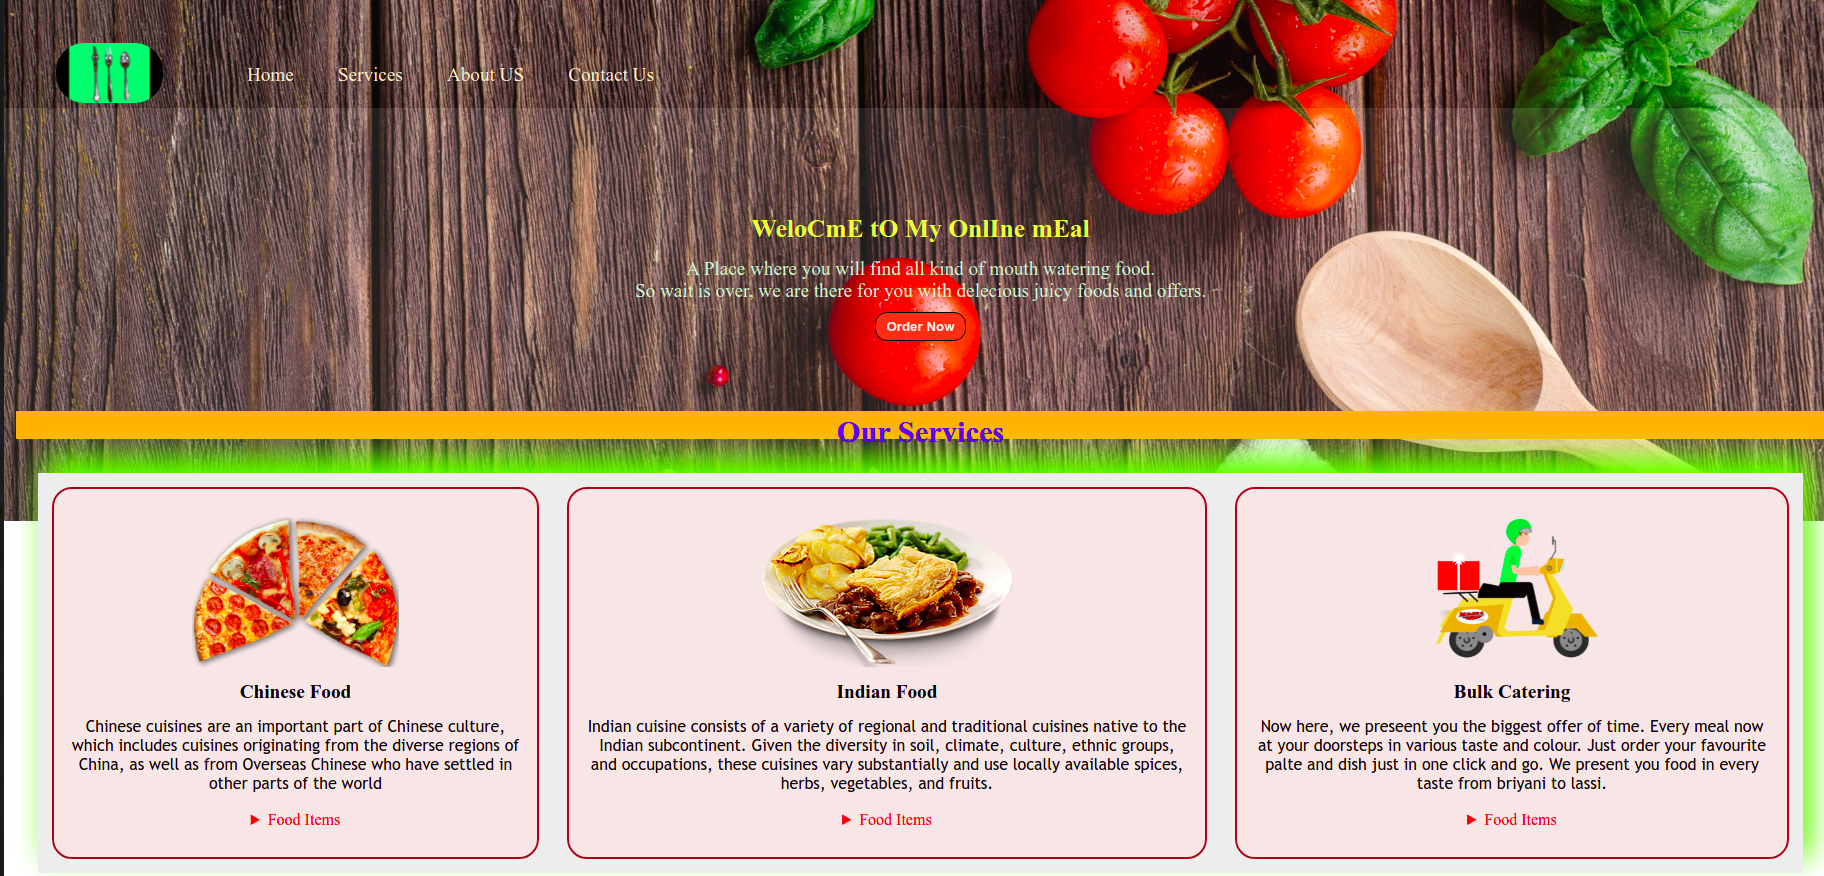 Home Services About US Contact Us
WeloCmE tO My OnlIne mEal
A Place where you will find all kind of mouth watering food.
So wait is over, we are there for you with delecious juicy foods and offers.
Order Now
Our Services
Chinese Food
Chinese cuisines are an important part of Chinese culture,
which includes cuisines originating from the diverse regions of
China, as well as from Overseas Chinese who have settled in
other parts of the world
▶ Food Items
Indian Food
Indian cuisine consists of a variety of regional and traditional cuisines native to the
Indian subcontinent. Given the diversity in soil, climate, culture, ethnic groups,
and occupations, these cuisines vary substantially and use locally available spices,
herbs, vegetables, and fruits.
▶ Food Items
Bulk Catering
Now here, we preseent you the biggest offer of time. Every meal now
at your doorsteps in various taste and colour. Just order your favourite
palte and dish just in one click and go. We present you food in every
taste from briyani to lassi.
▶ Food Items